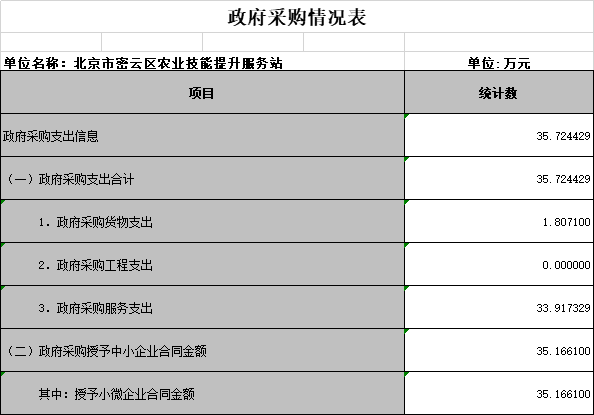 政府采购情况表
单位名称：北京市密云区农业技能提升服务站 单位：万元
项目 统计数
政府采购支出信息 35.724429
（一）政府采购支出合计 35.724429
1．政府采购货物支出 1.807100
2．政府采购工程支出 0.000000
3．政府采购服务支出 33.917329
（二）政府采购授予中小企业合同金额 35.166100
其中：授予小微企业合同金额 35.166100